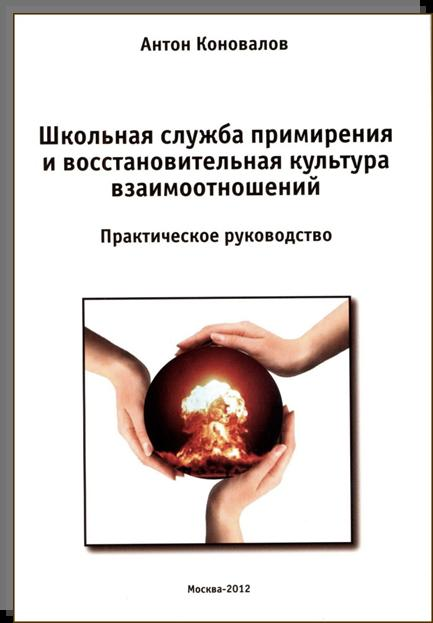 Антон Коновалов
Школьная служба примирения
и восстановительная культура
взаимоотношений
Практическое руководство
Москва-2012